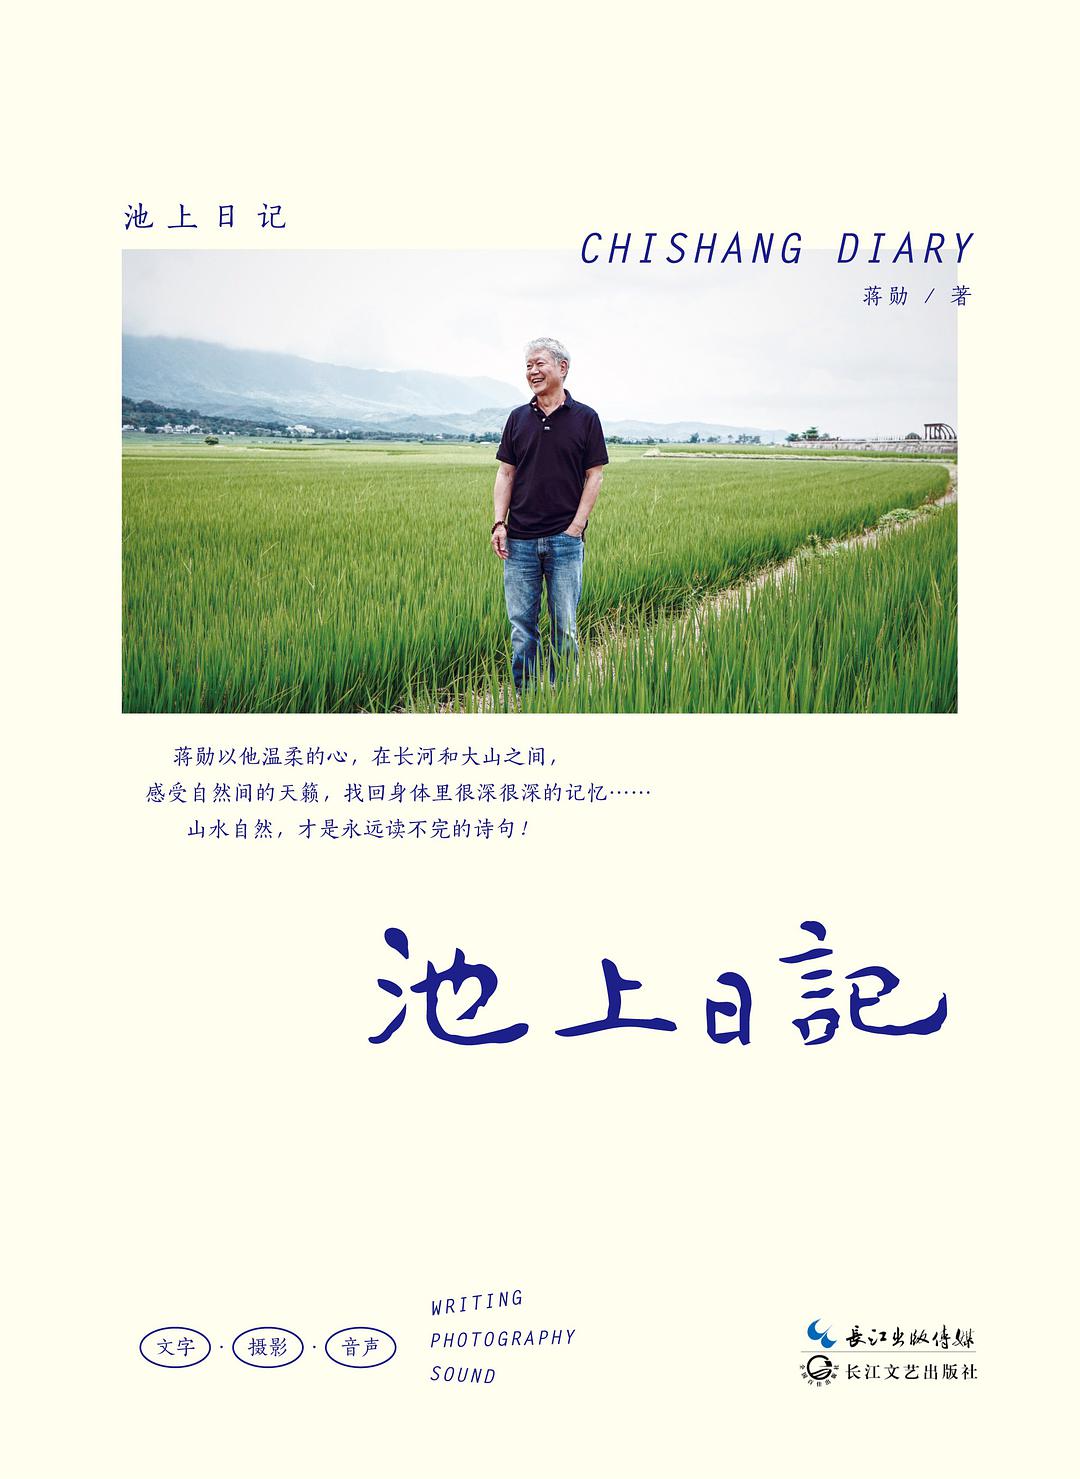 池上日记
CHISHANG DIARY
蒋勋 / 著
蒋勋以他温柔的心，在长河和大山之间，
感受自然间的天籁，找回身体里很深很深的记忆……
山水自然，才是永远读不完的诗句！
池上日記
文字·摄影·音声
WRITING
PHOTOGRAPHY
SOUND
長江出版传媒
长江文艺出版社